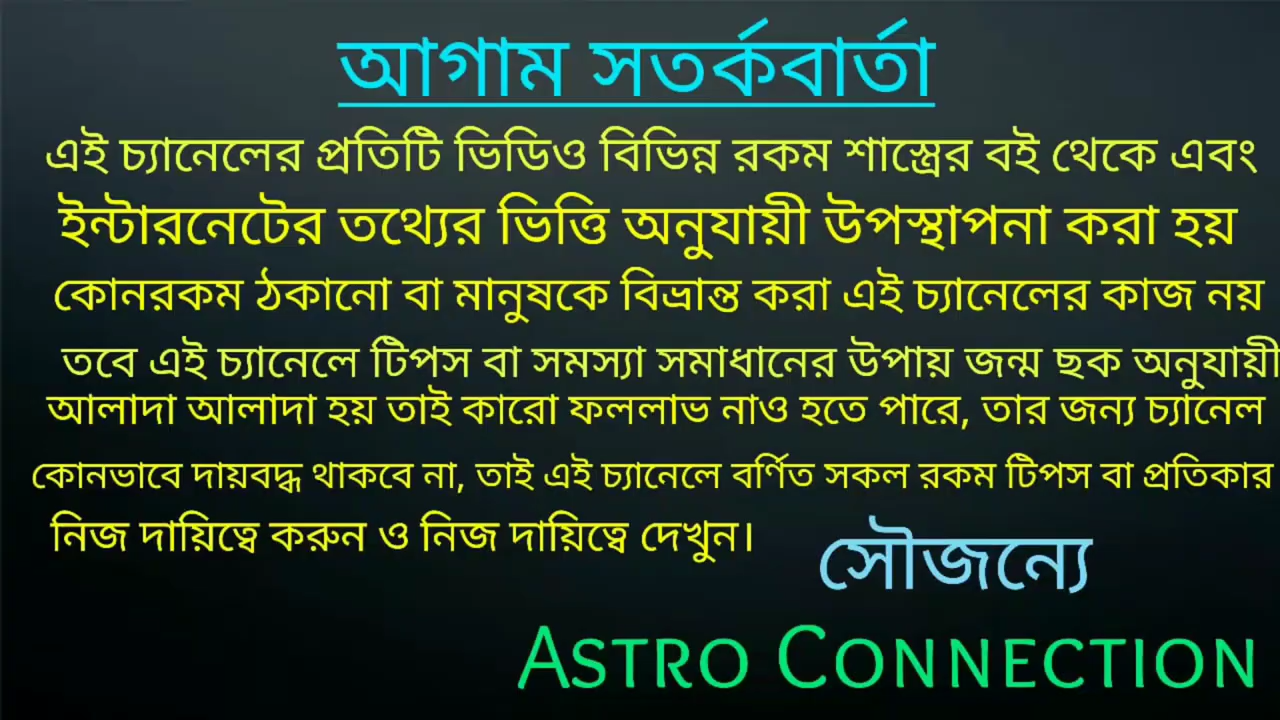 আগাম সতর্কবার্তা
এই চ্যানেলের প্রতিটি ভিডিও বিভিন্ন রকম শাস্ত্রের বই থেকে এবং
ইন্টারনেটের তথ্যের ভিত্তি অনুযায়ী উপস্থাপনা করা হয়
কোনরকম ঠকানো বা মানুষকে বিভ্রান্ত করা এই চ্যানেলের কাজ নয়
তবে এই চ্যানেলে টিপস বা সমস্যা সমাধানের উপায় জন্ম ছক অনুযায়ী
আলাদা আলাদা হয় তাই কারো ফললাভ নাও হতে পারে, তার জন্য চ্যানেল
কোনভাবে দায়বদ্ধ থাকবে না, তাই এই চ্যানেলে বর্ণিত সকল রকম টিপস বা প্রতিকার
নিজ দায়িত্বে করুন ও নিজ দায়িত্বে দেখুন।
সৌজন্যে
ASTRO CONNECTION